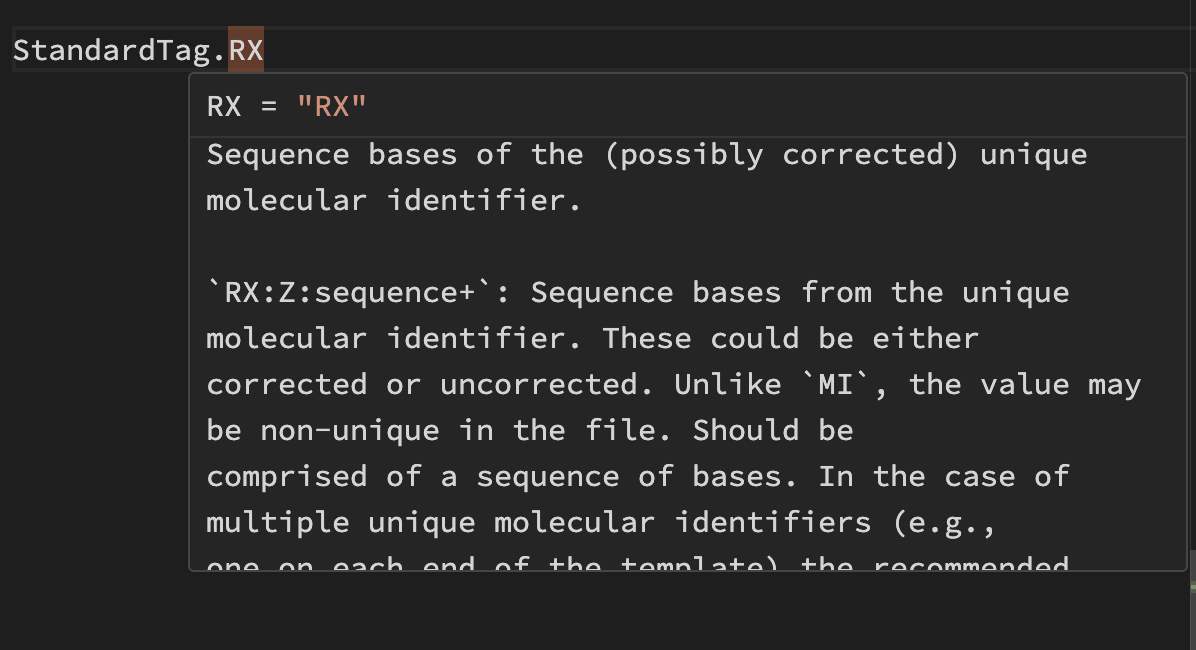 StandardTag.RX
RX = "RX"
Sequence bases of the (possibly corrected) unique
molecular identifier.
`RX:Z:sequence+`: Sequence bases from the unique
molecular identifier. These could be either
corrected or uncorrected. Unlike `MI`, the value may
be non-unique in the file. Should be
comprised of a sequence of bases. In the case of
multiple unique molecular identifiers (e.g.,
one on each end of the template) the recommended